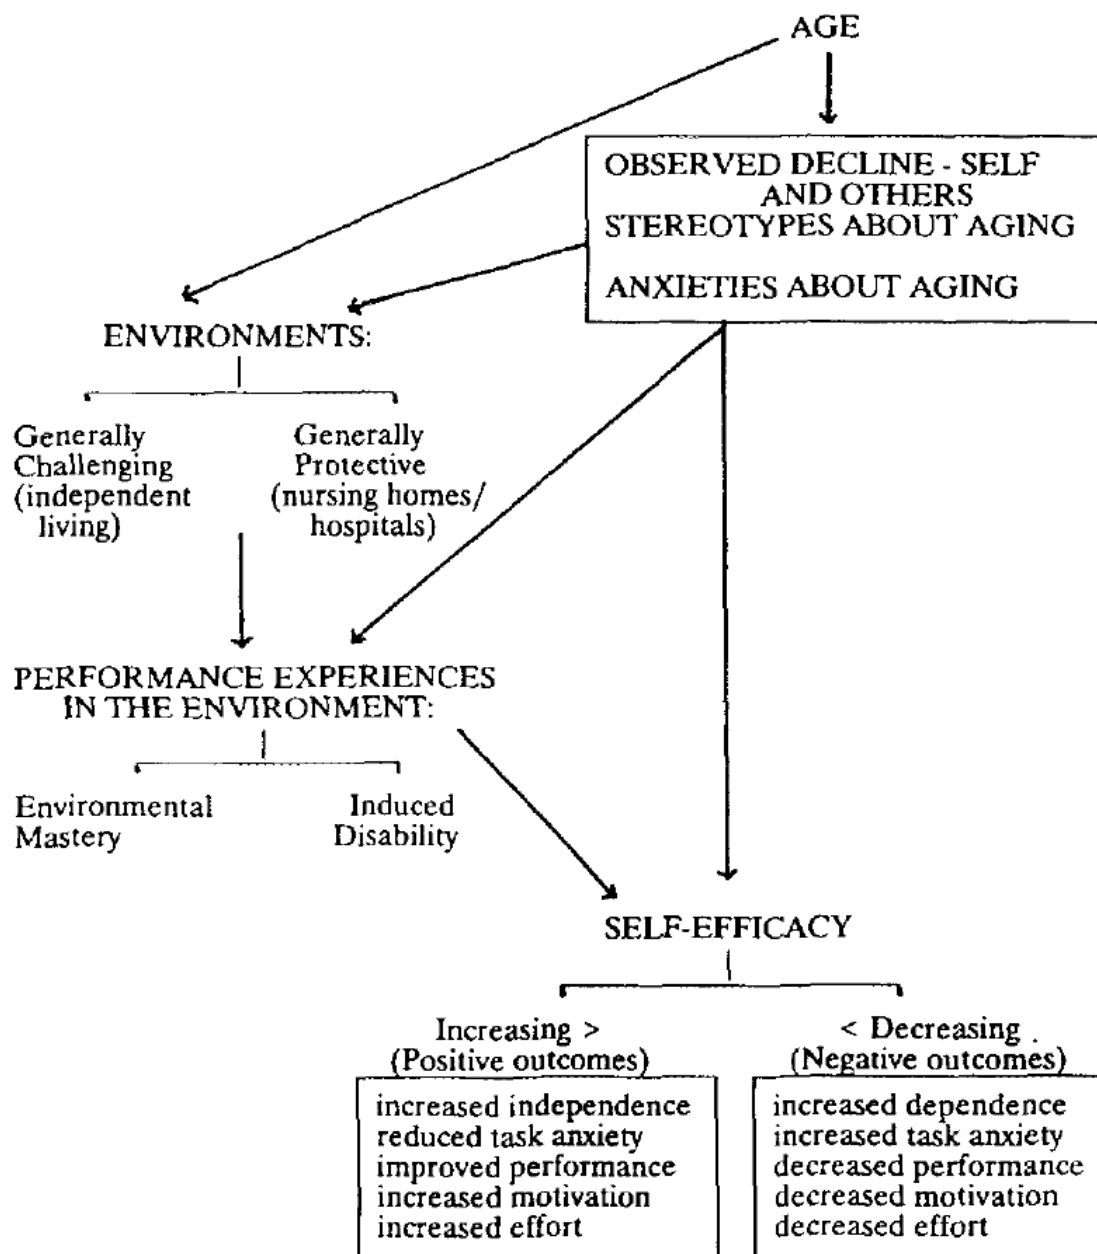 AGE
OBSERVED DECLINE - SELF
AND OTHERS
STEREOTYPES ABOUT AGING
ANXIETIES ABOUT AGING
ENVIRONMENTS:
Generally
Challenging
(independent
living)
Generally
Protective
(nursing homes/
hospitals)
PERFORMANCE EXPERIENCES
IN THE ENVIRONMENT:
Environmental
Mastery
Induced
Disability
SELF-EFFICACY
Increasing >
(Positive outcomes)
increased independence
reduced task anxiety
improved performance
increased motivation
increased effort
< Decreasing
(Negative outcomes)
increased dependence
increased task anxiety
decreased performance
decreased motivation
decreased effort